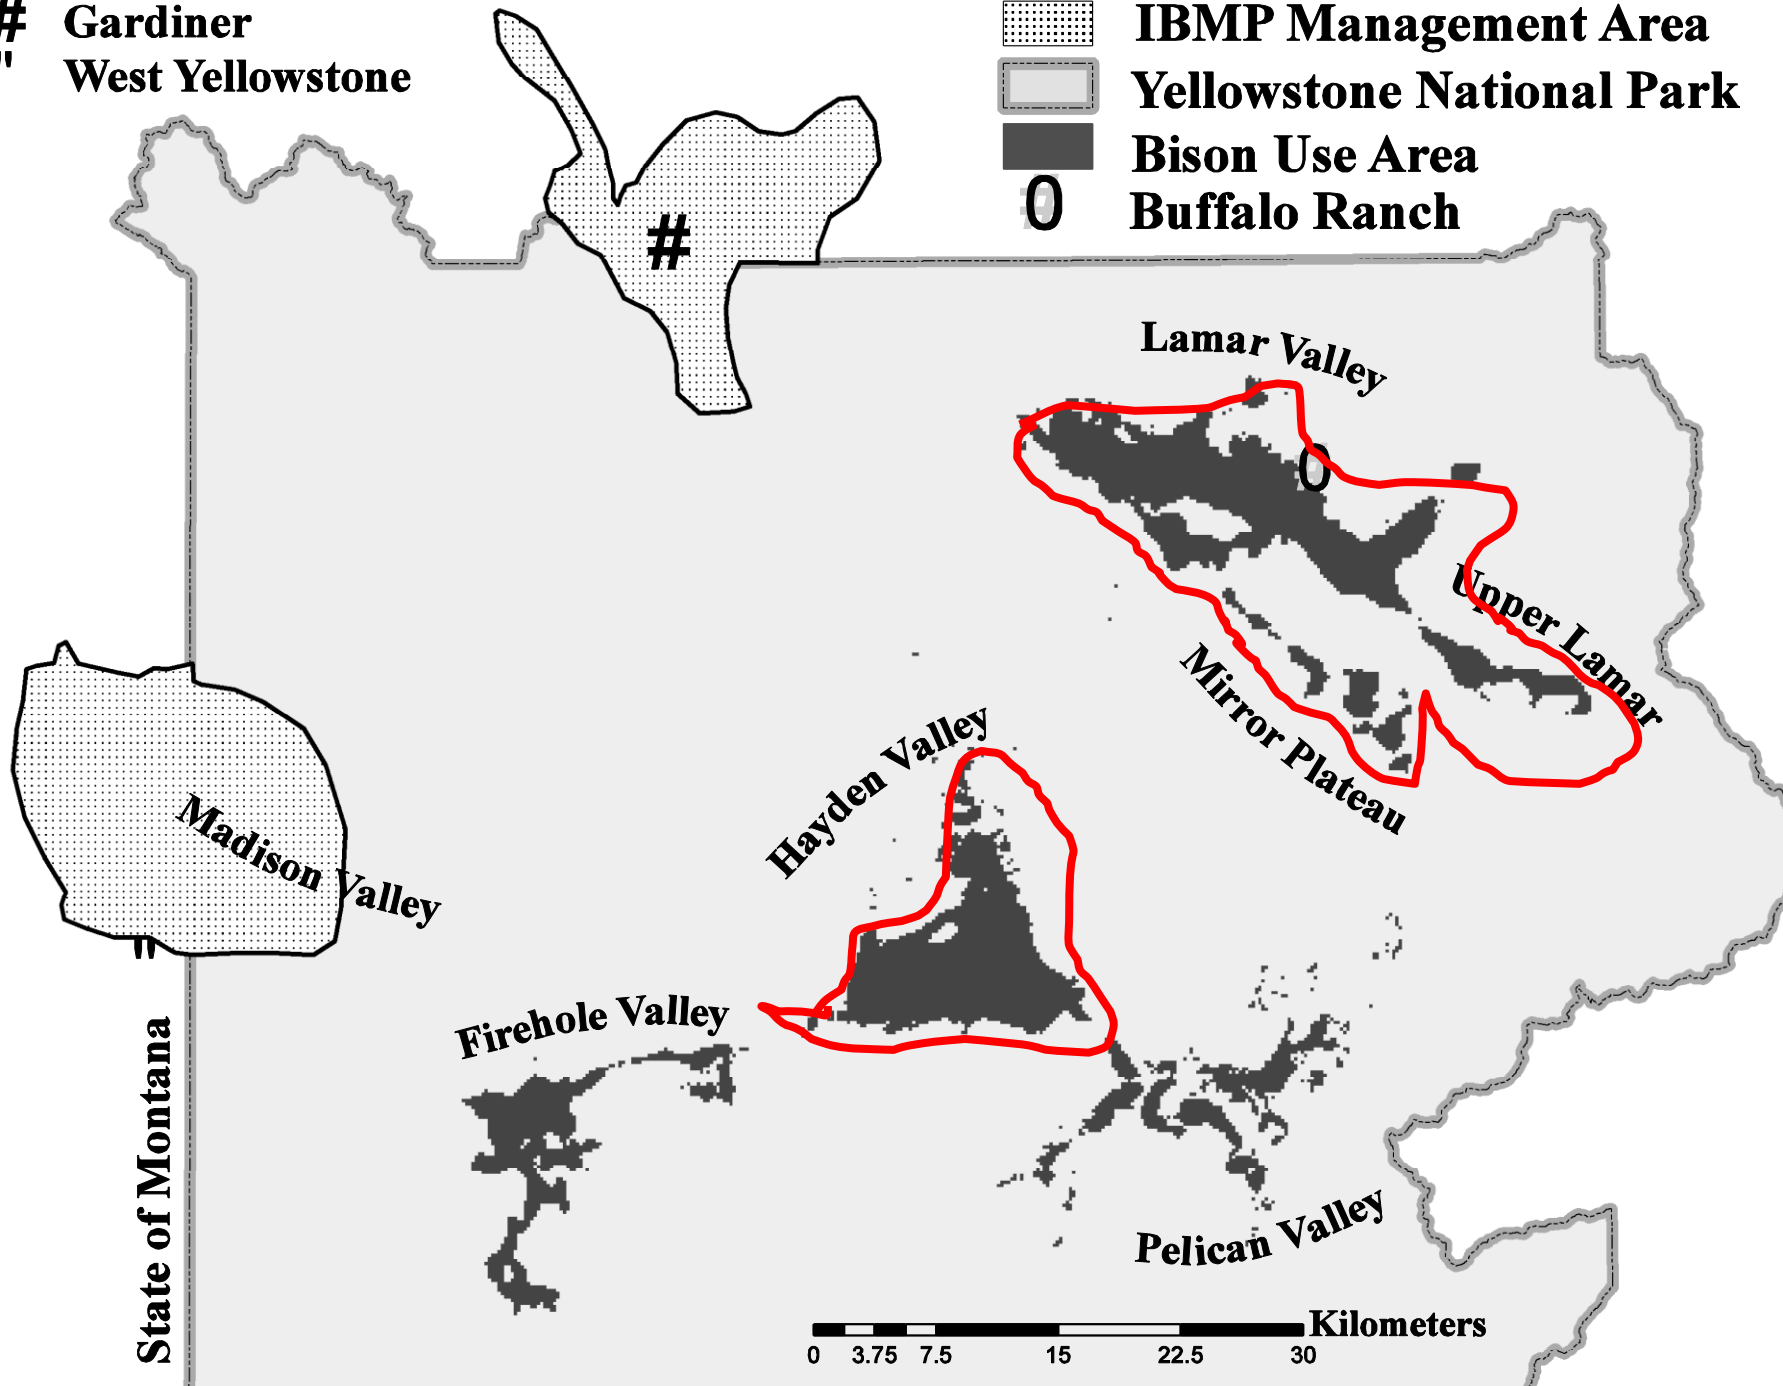 # Gardiner
" West Yellowstone
IBMP Management Area
Yellowstone National Park
Bison Use Area
0 Buffalo Ranch
#
Lamar Valley
0
Upper Lamar
Mirror Plateau
Hayden Valley
Madison Valley
"
Firehole Valley
State of Montana
Pelican Valley
Kilometers
0 3.75 7.5 15 22.5 30